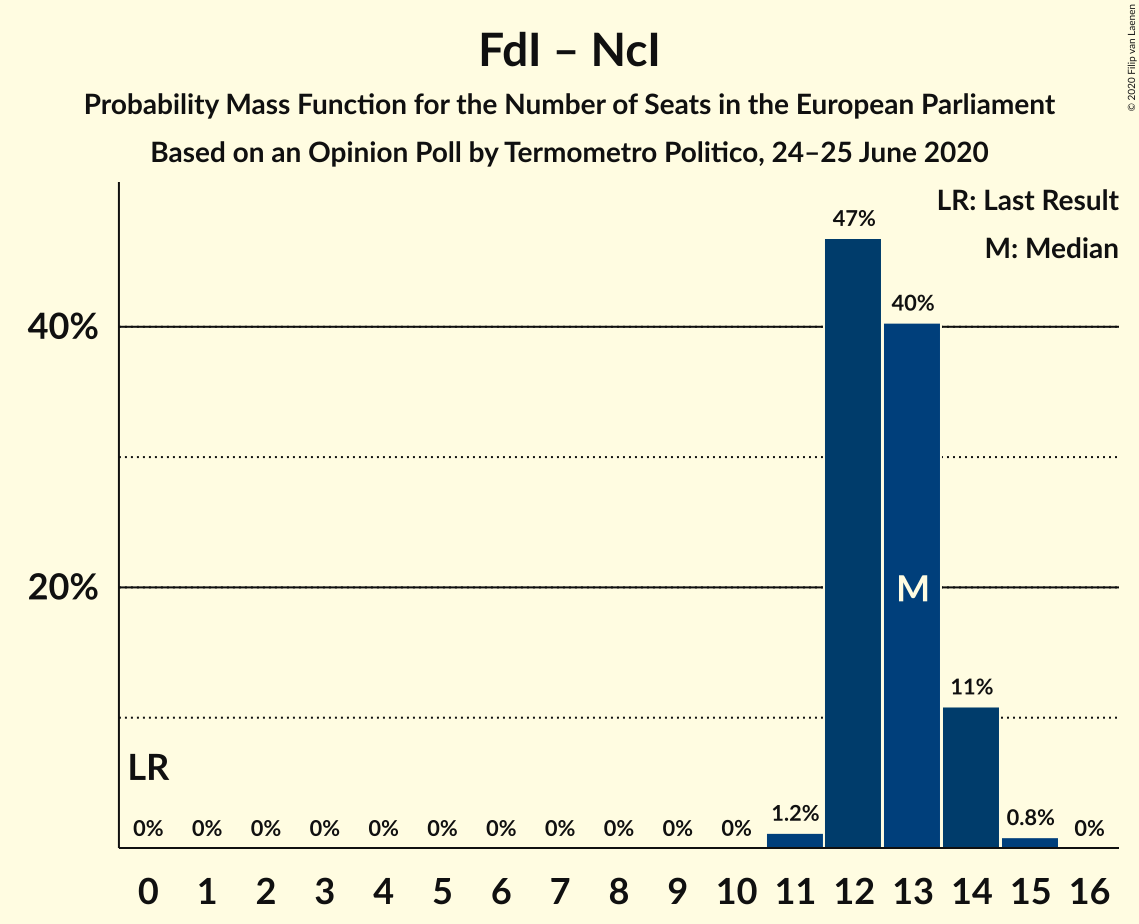 FdI – NcI
Probability Mass Function for the Number of Seats in the European Parliament
Based on an Opinion Poll by Termometro Politico, 24–25 June 2020
© 2020 Filip van Laenen
LR: Last Result
M: Median
47%
40%
40%
20%
M
11%
LR
0% 0% 0% 0% 0% 0% 0% 0% 0% 0% 0% 1.2% 0.8% 0%
0 1 2 3 4 5 6 7 8 9 10 11 12 13 14 15 16